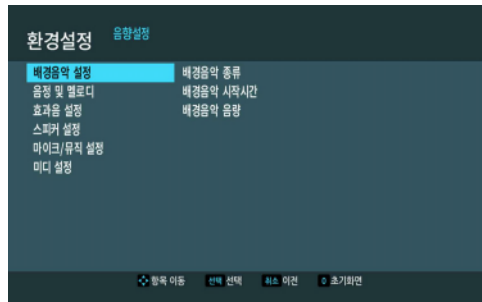 환경설정 음향설정
배경음악 설정 배경음악 종류
음정 및 멜로디 배경음악 시작시간
효과음 설정 배경음악 음량
스피커 설정
마이크/뮤직 설정
미디 설정
항목 이동 선택 선택 취소 이전 0 초기화면